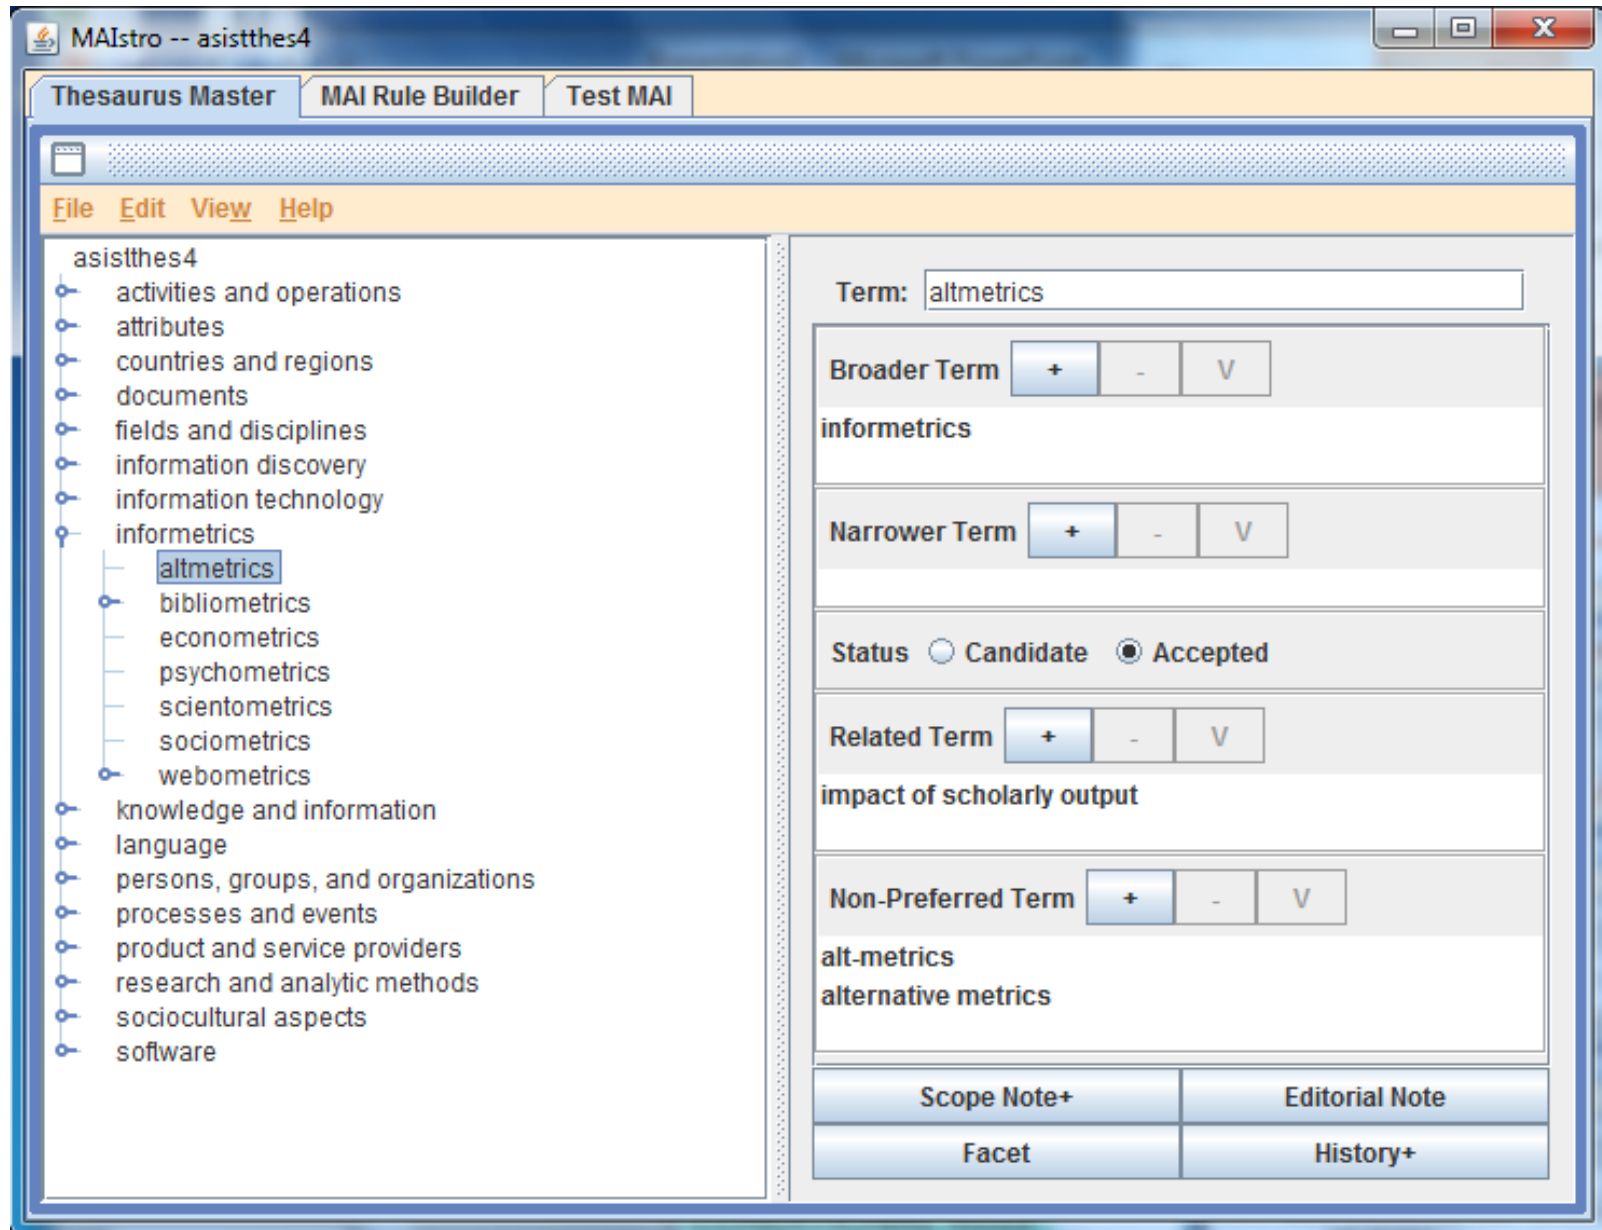 MAIstro -- asistthes4
Thesaurus Master MAI Rule Builder Test MAI
File Edit View Help
asistthes4
activities and operations
attributes
countries and regions
documents
fields and disciplines
information discovery
information technology
informetrics
altmetrics
bibliometrics
econometrics
psychometrics
scientometrics
sociometrics
webometrics
knowledge and information
language
persons, groups, and organizations
processes and events
product and service providers
research and analytic methods
sociocultural aspects
software
Term: altmetrics
Broader Term + - V
informetrics
Narrower Term + - V
Status Candidate Accepted
Related Term + - V
impact of scholarly output
Non-Preferred Term + - V
alt-metrics
alternative metrics
Scope Note+ Editorial Note
Facet History+